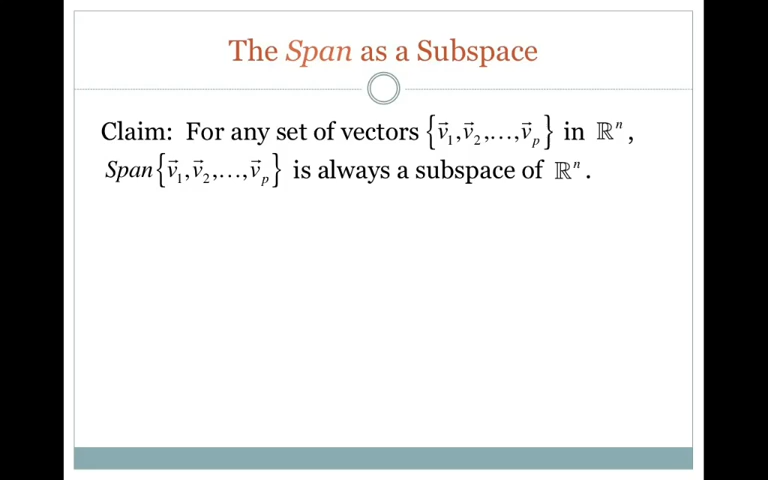 The Span as a Subspace
Claim: For any set of vectors {v⃗₁,v⃗₂,…,v⃗ₚ} in ℝⁿ,
Span{v⃗₁,v⃗₂,…,v⃗ₚ} is always a subspace of ℝⁿ.